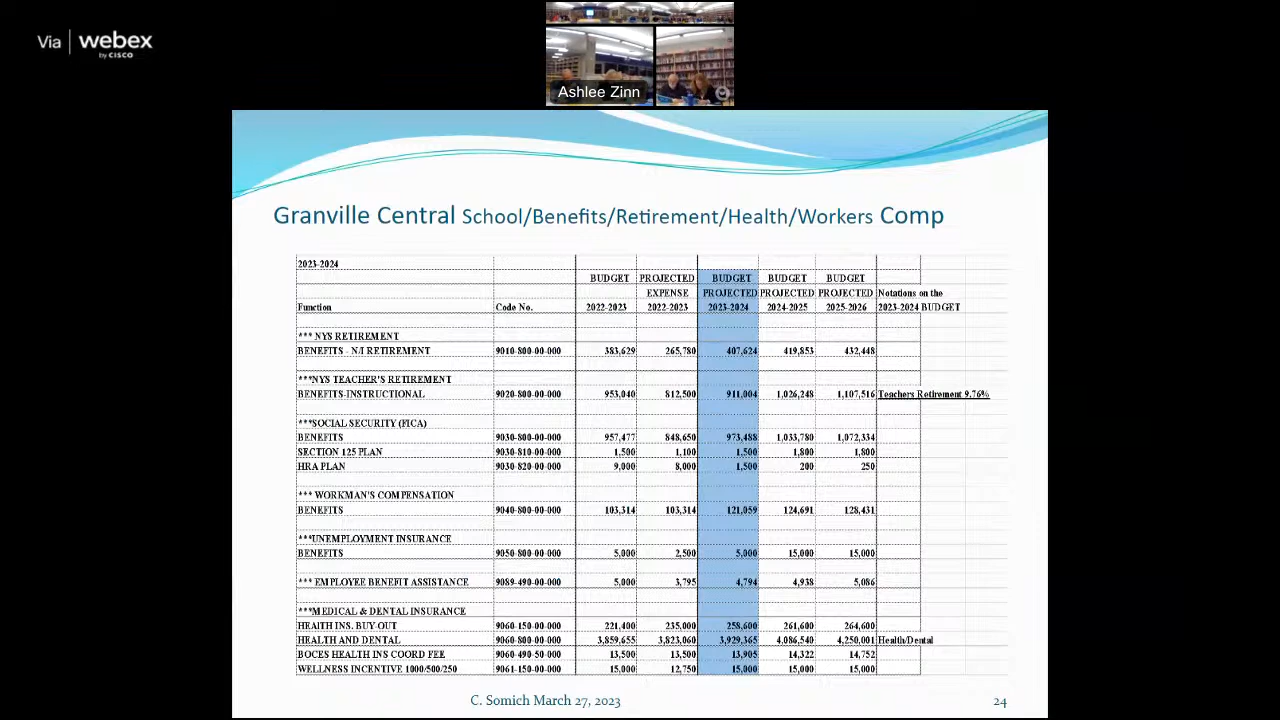 Via webex
by CISCO
Ashlee Zinn
Granville Central School/Benefits/Retirement/Health/Workers Comp
2023-2024
BUDGET PROJECTED BUDGET BUDGET BUDGET
EXPENSE PROJECTED PROJECTED PROJECTED Notations on the
Function Code No. 2022-2023 2022-2023 2023-2024 2024-2025 2025-2026 2023-2024 BUDGET
*** NYS RETIREMENT
BENEFITS - N/I RETIREMENT 9010-800-00-000 383,629 265,780 407,624 419,853 432,448
***NYS TEACHER'S RETIREMENT
BENEFITS-INSTRUCTIONAL 9020-800-00-000 953,040 812,500 911,004 1,026,248 1,107,516 Teachers Retirement 9.76%
***SOCIAL SECURITY (FICA)
BENEFITS 9030-800-00-000 957,477 848,650 973,488 1,033,780 1,072,334
SECTION 125 PLAN 9030-810-00-000 1,500 1,100 1,500 1,800 1,800
HRA PLAN 9030-820-00-000 9,000 8,000 1,500 200 250
*** WORKMAN'S COMPENSATION
BENEFITS 9040-800-00-000 103,314 103,314 121,059 124,691 128,431
***UNEMPLOYMENT INSURANCE
BENEFITS 9050-800-00-000 5,000 2,500 5,000 15,000 15,000
*** EMPLOYEE BENEFIT ASSISTANCE 9089-490-00-000 5,000 3,795 4,794 4,938 5,086
***MEDICAL & DENTAL INSURANCE
HEAITH INS. BUY-OUT 9060-150-00-000 221,400 235,000 258,600 261,600 264,600
HEALTH AND DENTAL 9060-800-00-000 3,859,655 3,823,060 3,929,365 4,086,540 4,250,001 Health/Dental
BOCES HEALTH INS COORD FEE 9060-490-50-000 13,500 13,500 13,905 14,322 14,752
WELLNESS INCENTIVE 1000/500/250 9061-150-00-000 15,000 12,750 15,000 15,000 15,000
C. Somich March 27, 2023 24